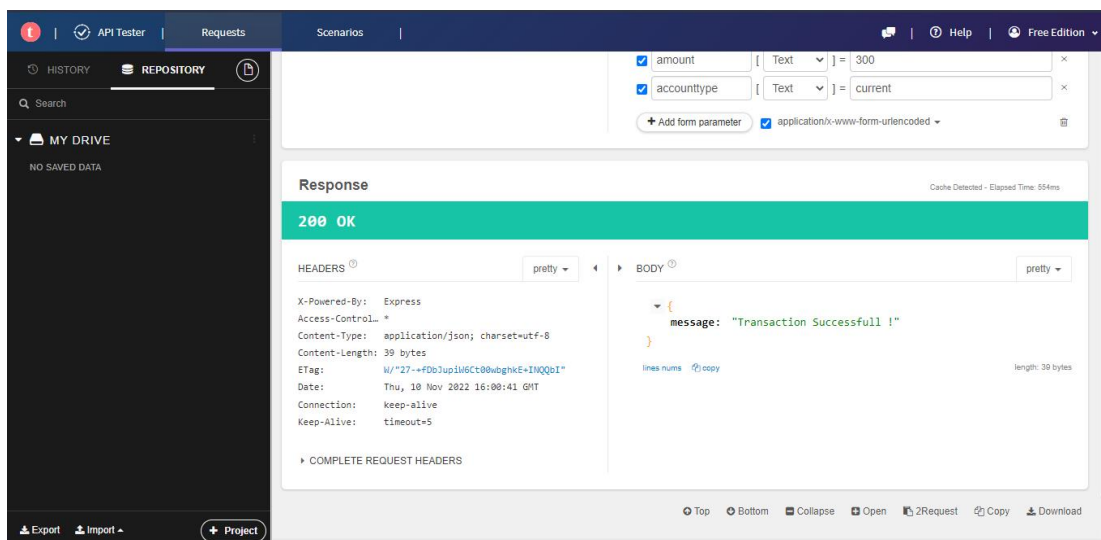 t | API Tester | Requests Scenarios | Help | Free Edition
HISTORY REPOSITORY
Search
MY DRIVE
NO SAVED DATA
amount [ Text ] = 300 ×
accounttype [ Text ] = current ×
+ Add form parameter application/x-www-form-urlencoded
Response Cache Detected - Elapsed Time: 554ms
200 OK
HEADERS ? pretty
BODY ? pretty
X-Powered-By: Express
Access-Control… *
Content-Type: application/json; charset=utf-8
Content-Length: 39 bytes
ETag: W/"27-+fDbJupiW6Ct00wbghkE+INQQbI"
Date: Thu, 10 Nov 2022 16:00:41 GMT
Connection: keep-alive
Keep-Alive: timeout=5
COMPLETE REQUEST HEADERS
{
message: "Transaction Successfull !"
}
lines nums copy length: 39 bytes
Top Bottom Collapse Open 2Request Copy Download
Export Import + Project